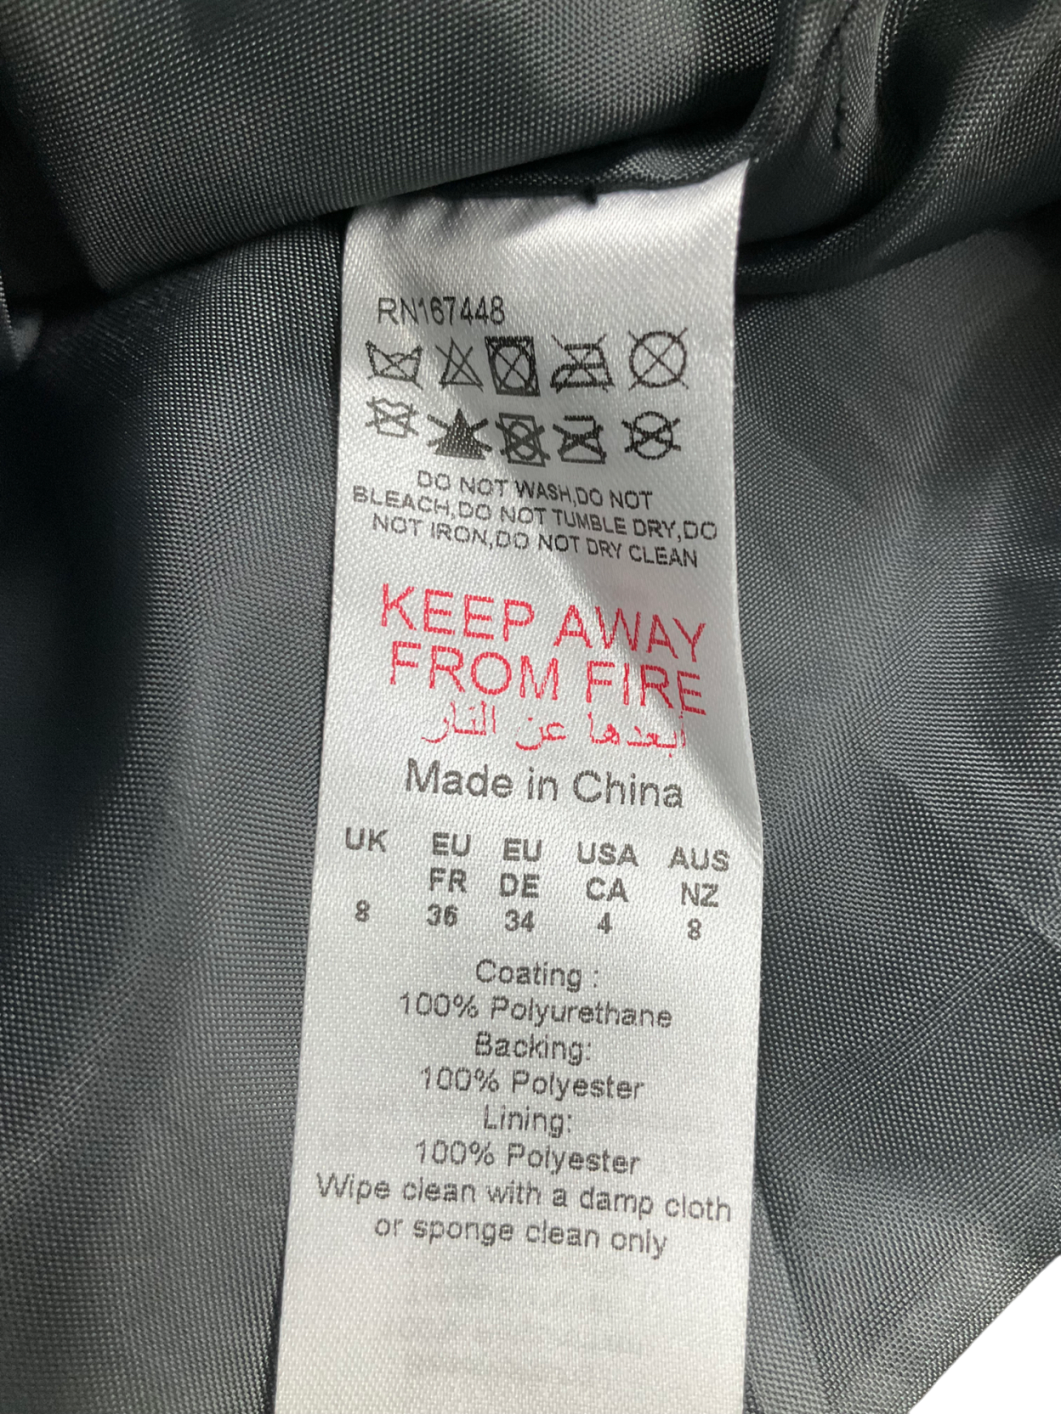 RN167448
DO NOT WASH,DO NOT
BLEACH,DO NOT TUMBLE DRY,DO
NOT IRON,DO NOT DRY CLEAN
KEEP AWAY
FROM FIRE
أبعدها عن النار
Made in China
UK EU EU USA AUS
FR DE CA NZ
8 36 34 4 8
Coating :
100% Polyurethane
Backing:
100% Polyester
Lining:
100% Polyester
Wipe clean with a damp cloth
or sponge clean only